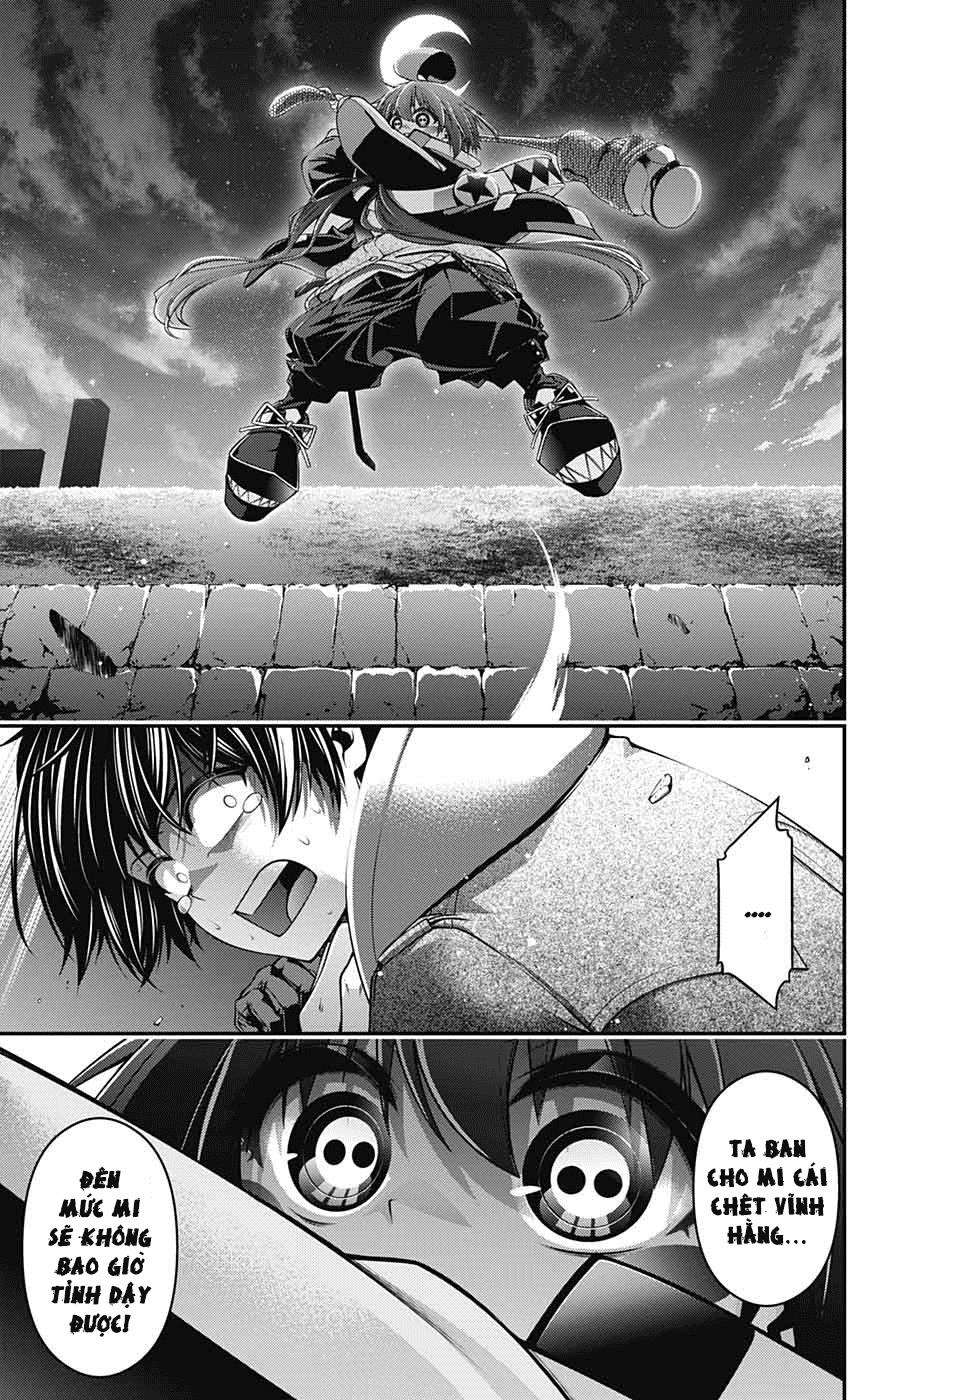 ....
TA BAN
CHO MI CÁI
CHẾT VĨNH
HẰNG...
ĐẾN
MỨC MI
SẼ KHÔNG
BAO GIỜ
TỈNH DẬY
ĐƯỢC!